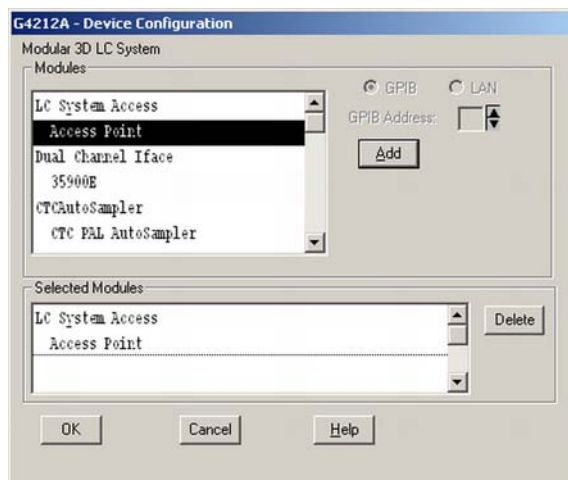 G4212A - Device Configuration
Modular 3D LC System
Modules
LC System Access
Access Point
Dual Channel Iface
35900E
CTCAutoSampler
CTC PAL AutoSampler
GPIB
LAN
GPIB Address:
Add
Selected Modules
LC System Access
Access Point
Delete
OK
Cancel
Help